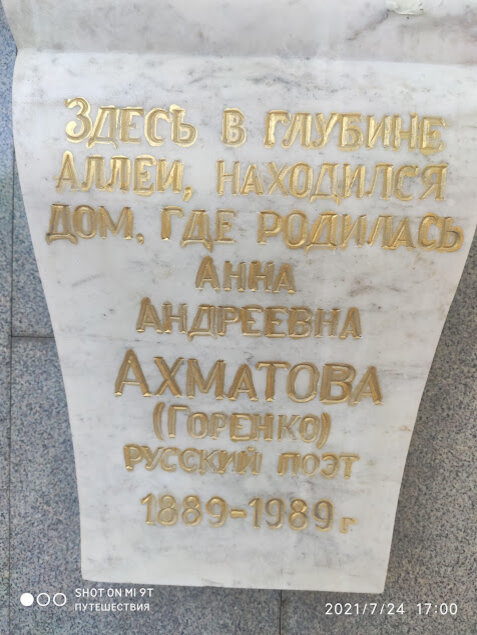 Здесь в глубине
аллеи, находился
дом, где родилась
Анна
Андреевна
Ахматова
(Горенко)
русский поэт
1889-1989 г
SHOT ON MI 9T
ПУТЕШЕСТВИЯ
2021/7/24 17:00